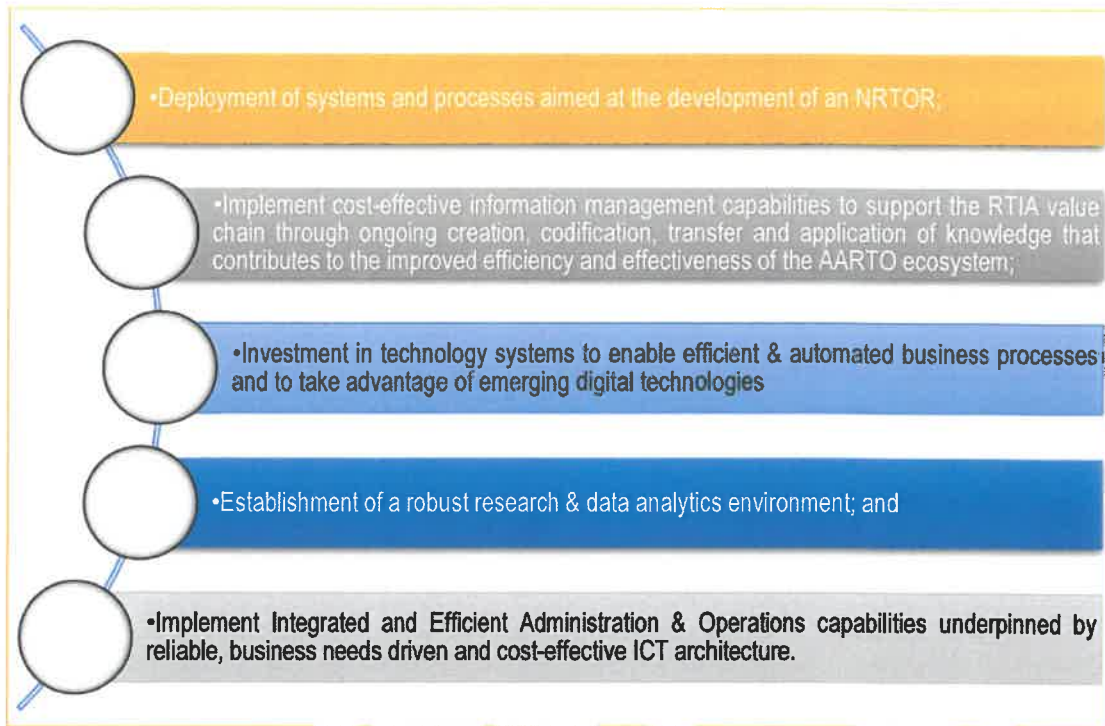 •Deployment of systems and processes aimed at the development of an NRTOR;
•Implement cost-effective information management capabilities to support the RTIA value
chain through ongoing creation, codification, transfer and application of knowledge that
contributes to the improved efficiency and effectiveness of the AARTO ecosystem;
•Investment in technology systems to enable efficient & automated business processes
and to take advantage of emerging digital technologies
•Establishment of a robust research & data analytics environment; and
•Implement Integrated and Efficient Administration & Operations capabilities underpinned by
reliable, business needs driven and cost-effective ICT architecture.